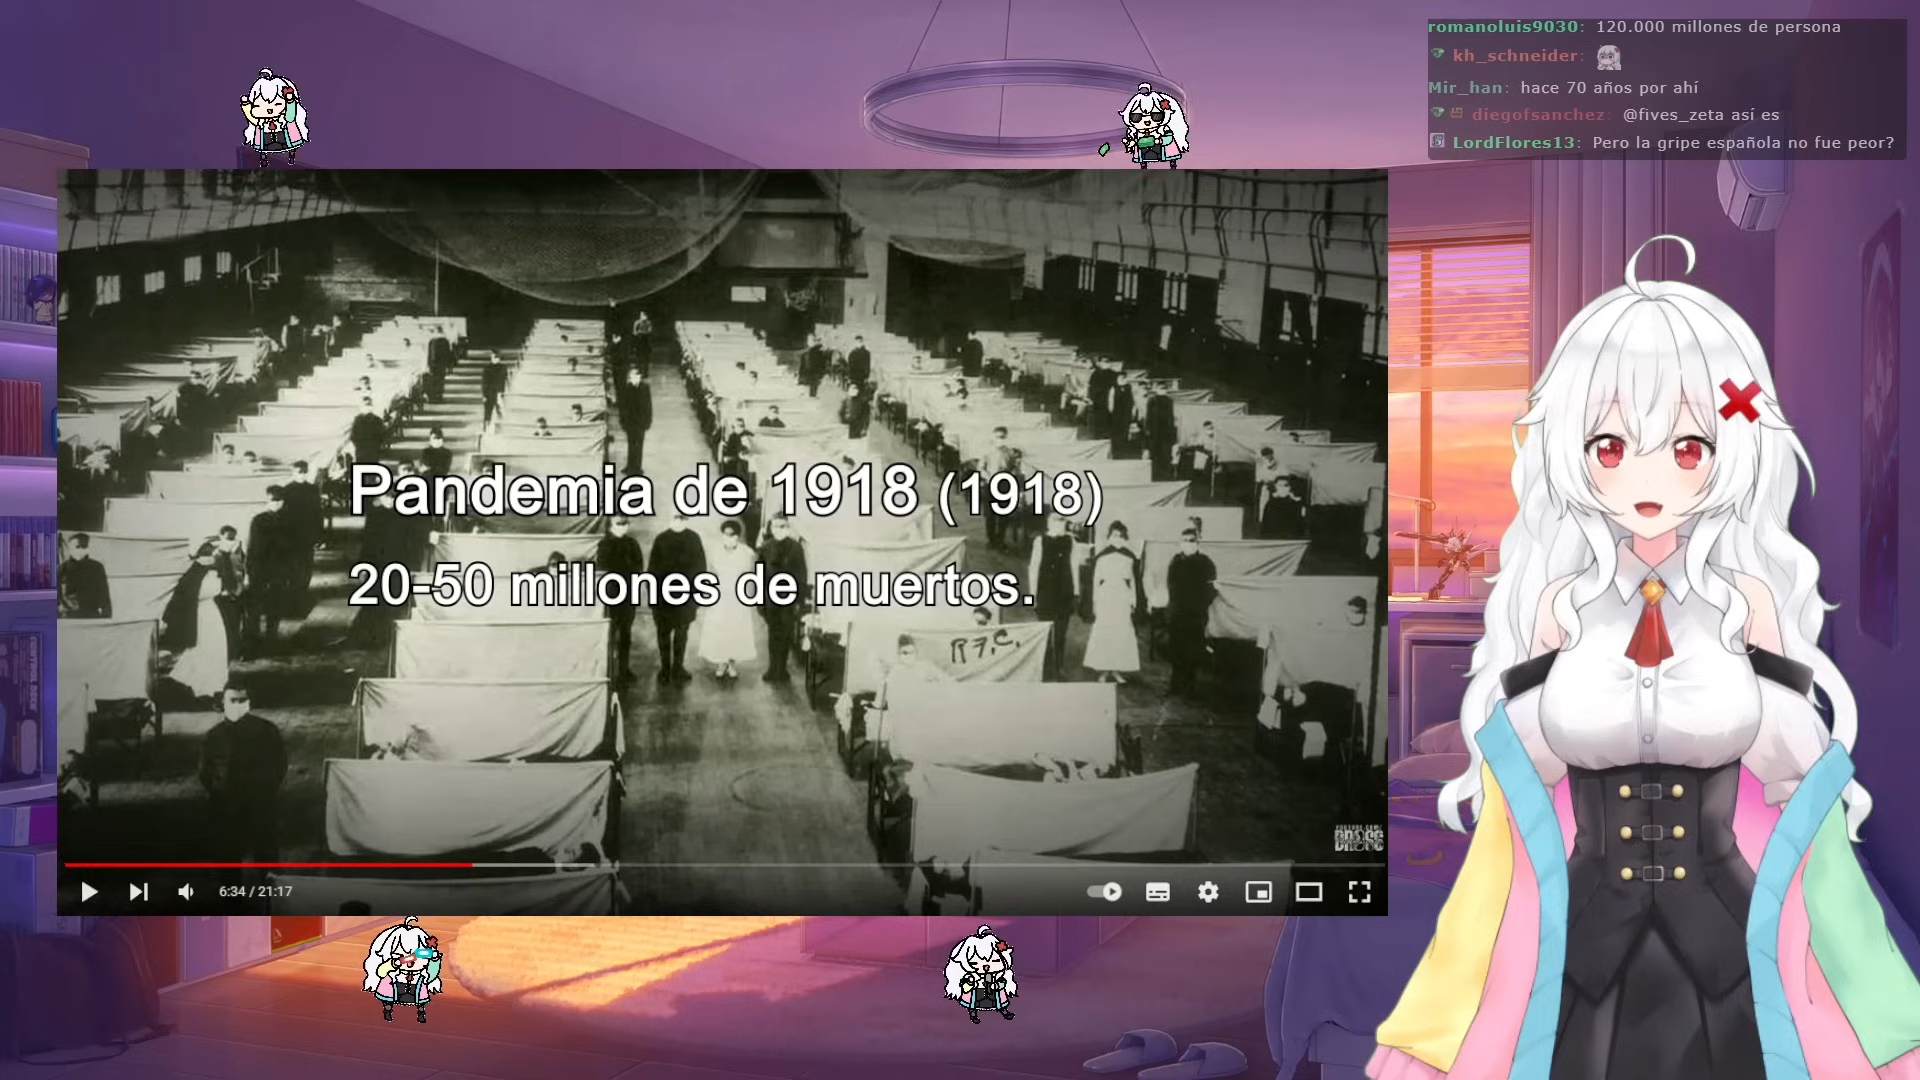 romanoluis9030: 120.000 millones de persona
kh_schneider:
Mir_han: hace 70 años por ahí
diegofsanchez: @fives_zeta así es
LordFlores13: Pero la gripe española no fue peor?
Pandemia de 1918 (1918)
20-50 millones de muertos.
R.7.C.
6:34 / 21:17